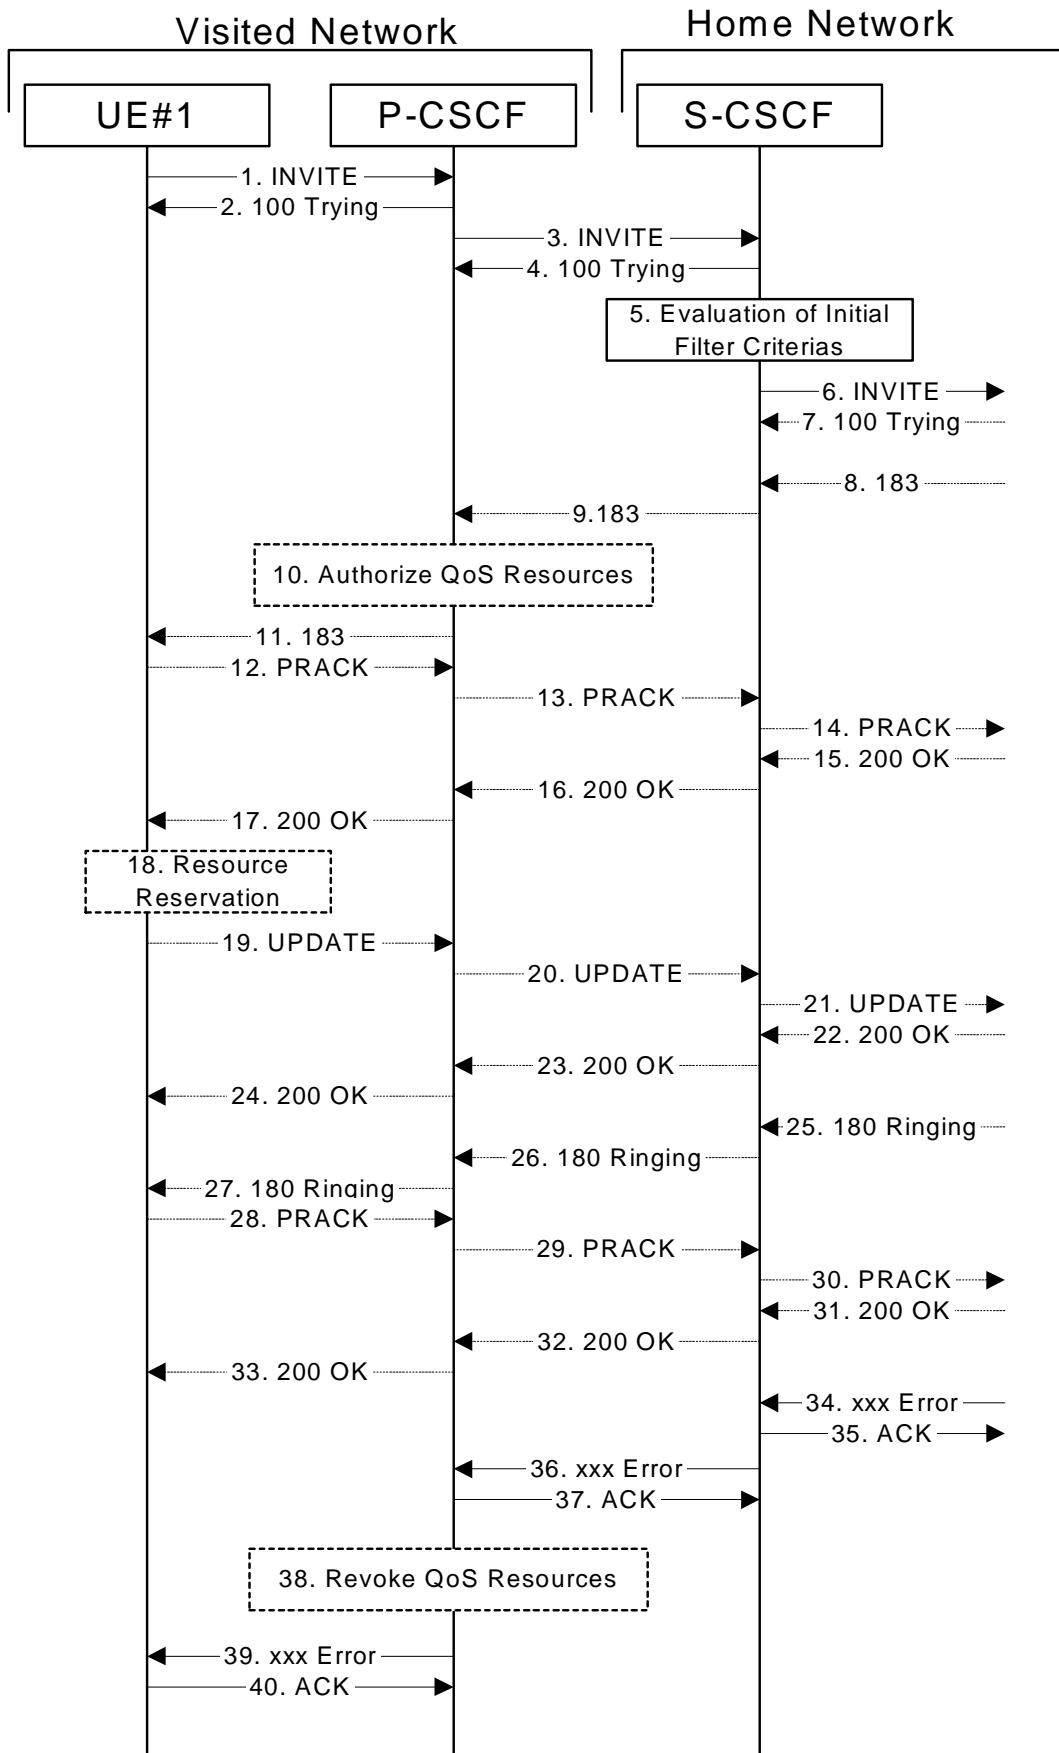 Visited Network
Home Network
UE#1
P-CSCF
S-CSCF
1. INVITE
2. 100 Trying
3. INVITE
4. 100 Trying
5. Evaluation of Initial
Filter Criterias
6. INVITE
7. 100 Trying
8. 183
9.183
10. Authorize QoS Resources
11. 183
12. PRACK
13. PRACK
14. PRACK
15. 200 OK
16. 200 OK
17. 200 OK
18. Resource
Reservation
19. UPDATE
20. UPDATE
21. UPDATE
22. 200 OK
23. 200 OK
24. 200 OK
25. 180 Ringing
26. 180 Ringing
27. 180 Ringing
28. PRACK
29. PRACK
30. PRACK
31. 200 OK
32. 200 OK
33. 200 OK
34. xxx Error
35. ACK
36. xxx Error
37. ACK
38. Revoke QoS Resources
39. xxx Error
40. ACK